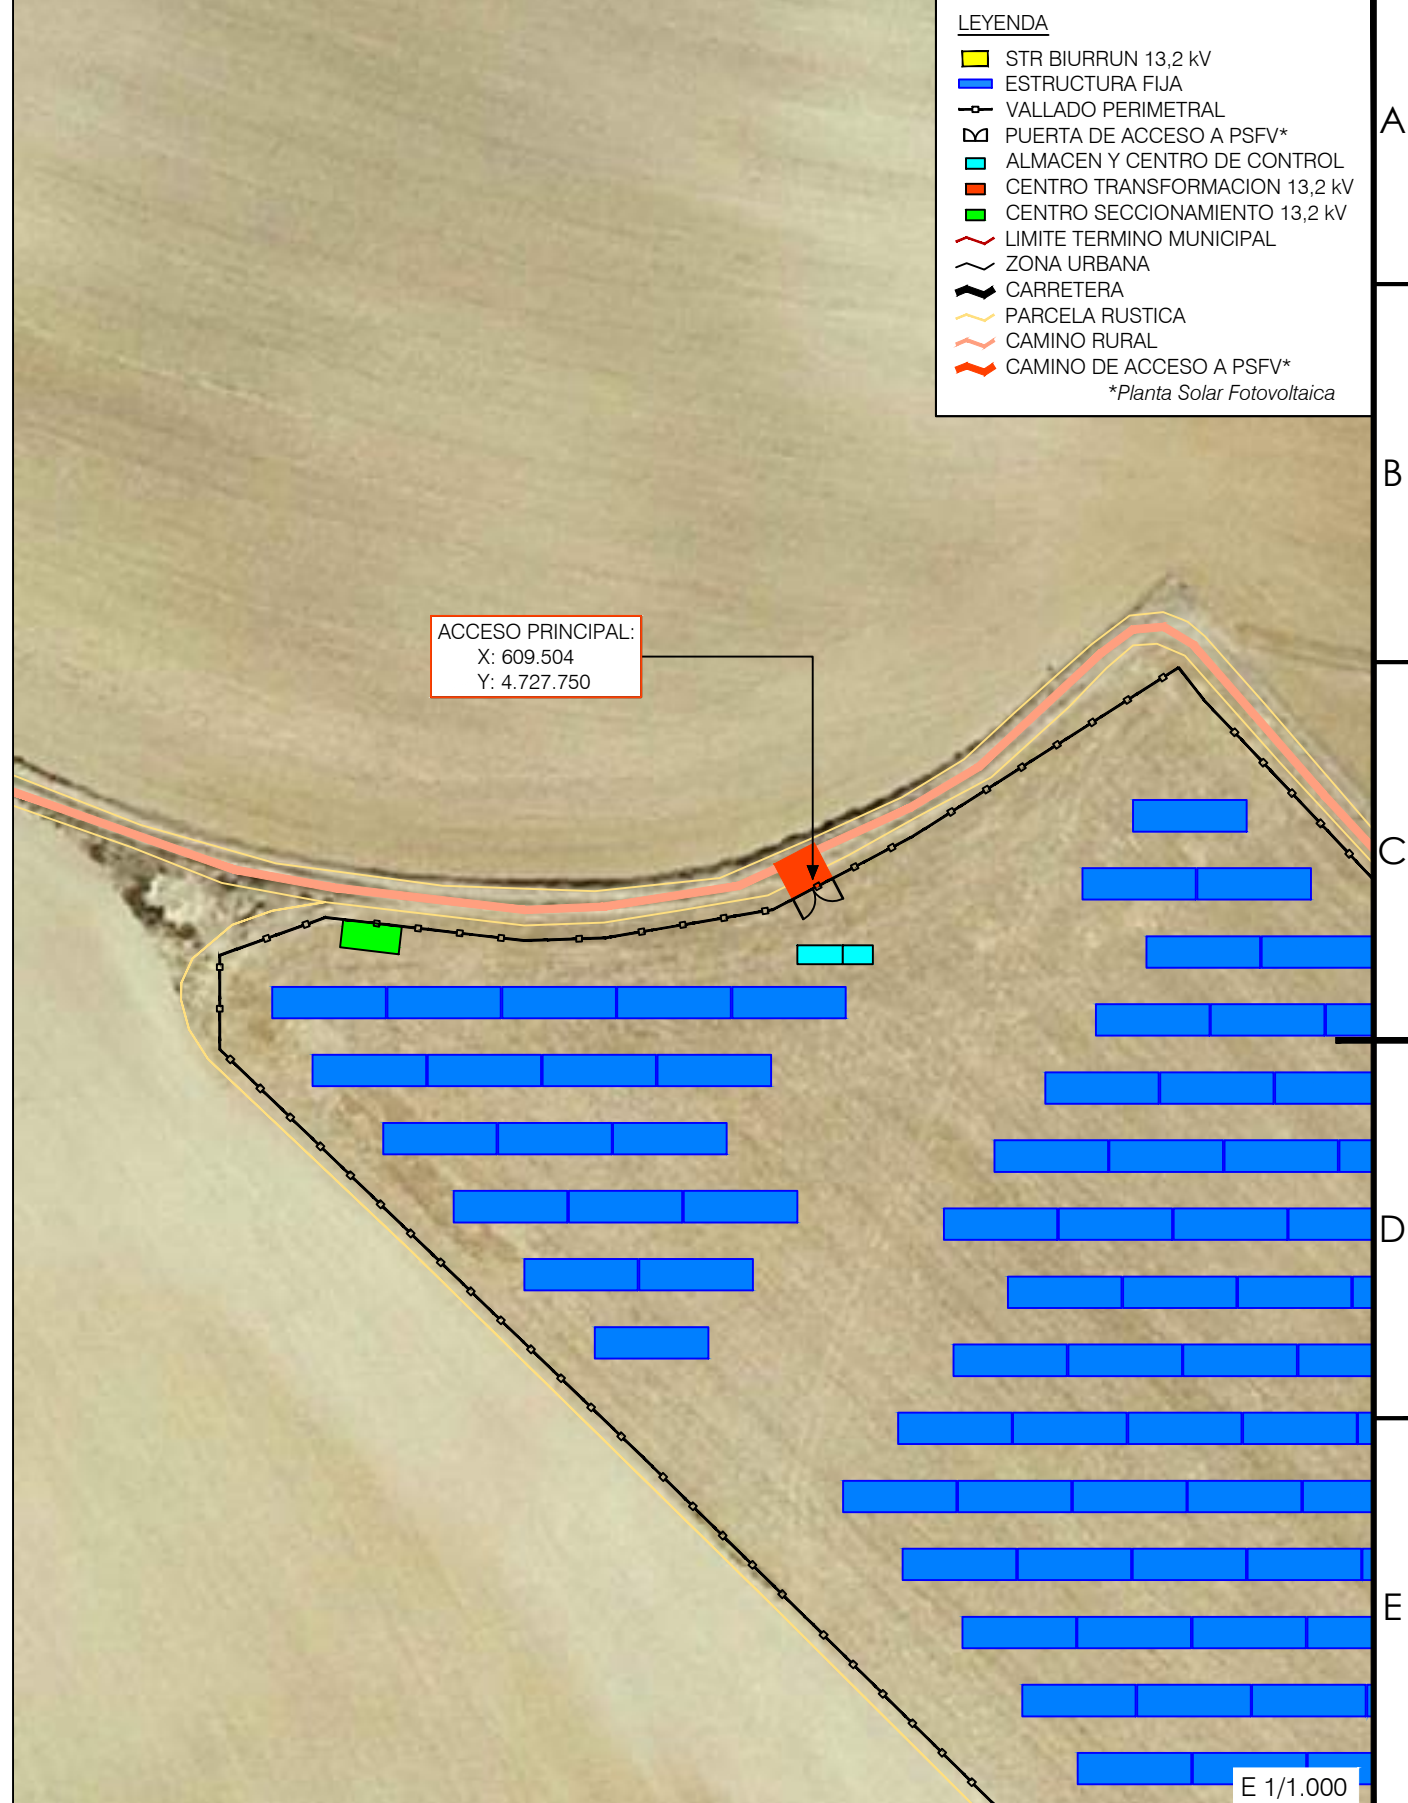 LEYENDA
STR BIURRUN 13,2 kV
ESTRUCTURA FIJA
VALLADO PERIMETRAL
PUERTA DE ACCESO A PSFV*
ALMACEN Y CENTRO DE CONTROL
CENTRO TRANSFORMACION 13,2 kV
CENTRO SECCIONAMIENTO 13,2 kV
LIMITE TERMINO MUNICIPAL
ZONA URBANA
CARRETERA
PARCELA RUSTICA
CAMINO RURAL
CAMINO DE ACCESO A PSFV*
*Planta Solar Fotovoltaica
A
B
ACCESO PRINCIPAL:
X: 609.504
Y: 4.727.750
C
D
E
E 1/1.000